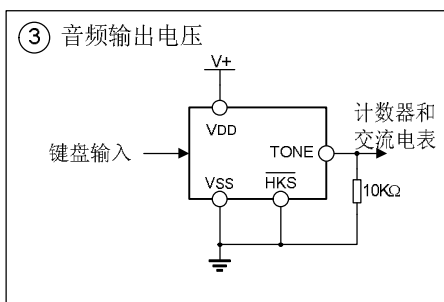 ③ 音频输出电压
V+
VDD
计数器和
交流电表
键盘输入
TONE
VSS
HKS
10KΩ